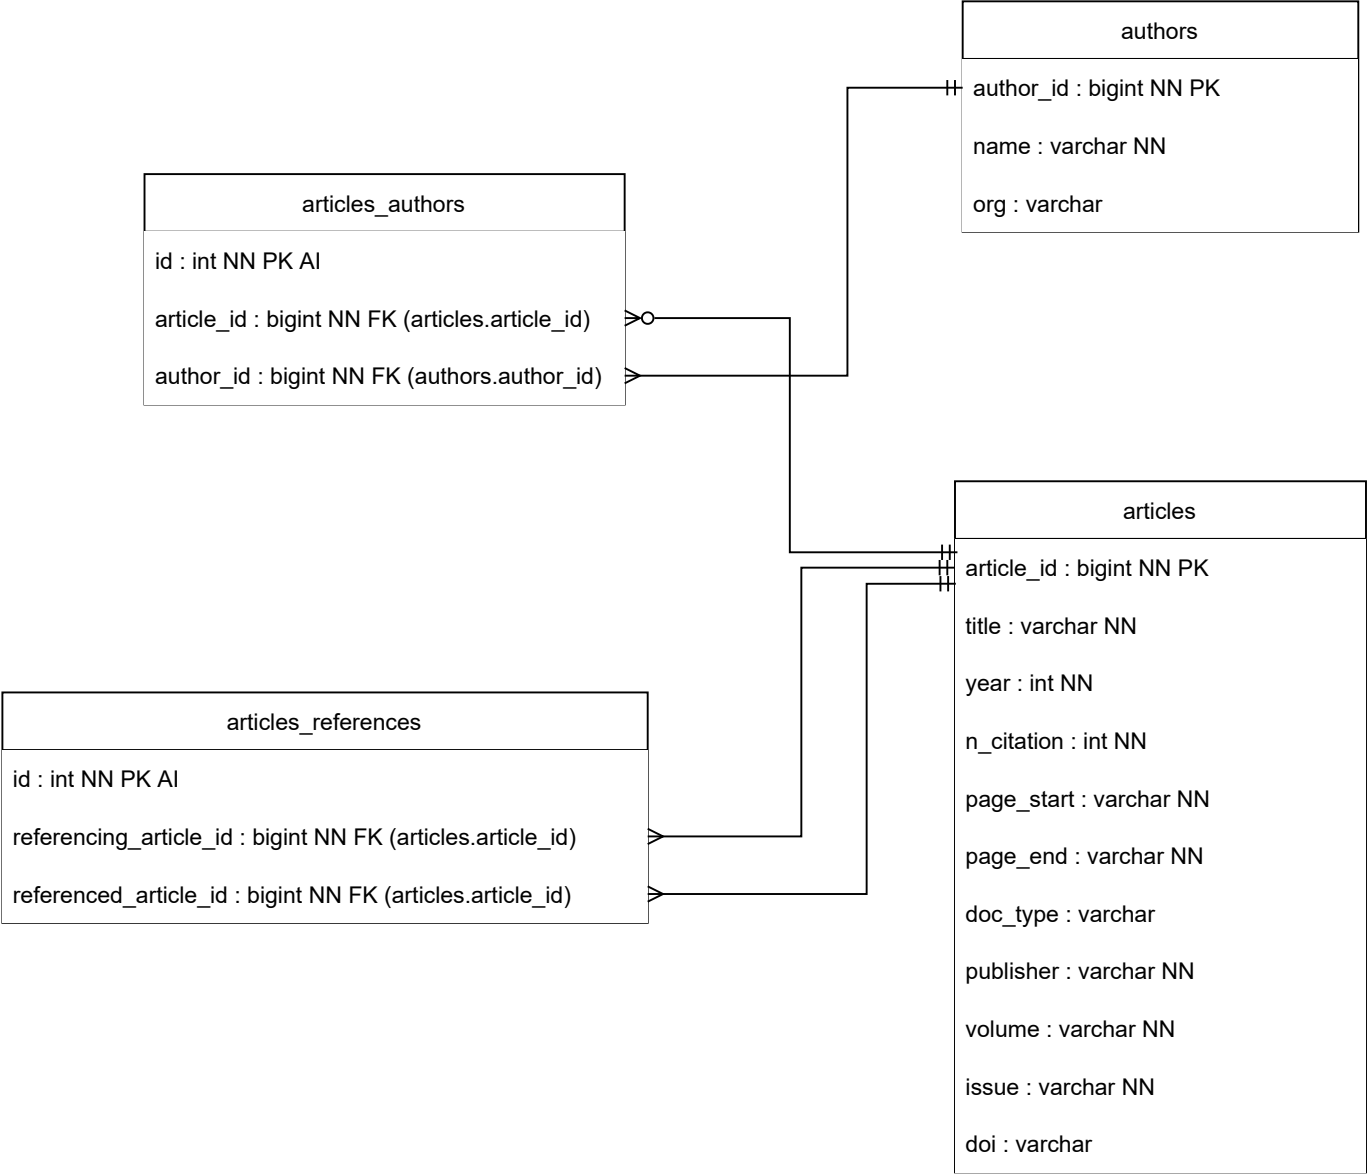 authors
author_id : bigint NN PK
name : varchar NN
org : varchar
articles_authors
id : int NN PK AI
article_id : bigint NN FK (articles.article_id)
author_id : bigint NN FK (authors.author_id)
articles
article_id : bigint NN PK
title : varchar NN
year : int NN
n_citation : int NN
page_start : varchar NN
page_end : varchar NN
doc_type : varchar
publisher : varchar NN
volume : varchar NN
issue : varchar NN
doi : varchar
articles_references
id : int NN PK AI
referencing_article_id : bigint NN FK (articles.article_id)
referenced_article_id : bigint NN FK (articles.article_id)